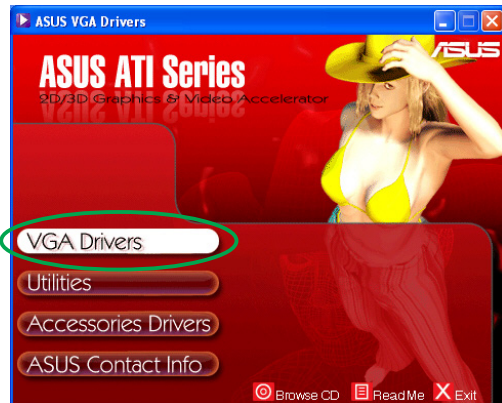 ASUS VGA Drivers
ASUS
ASUS ATI Series
2D/3D Graphics & Video Accelerator
VGA Drivers
Utilities
Accessories Drivers
ASUS Contact Info
Browse CD ReadMe X Exit